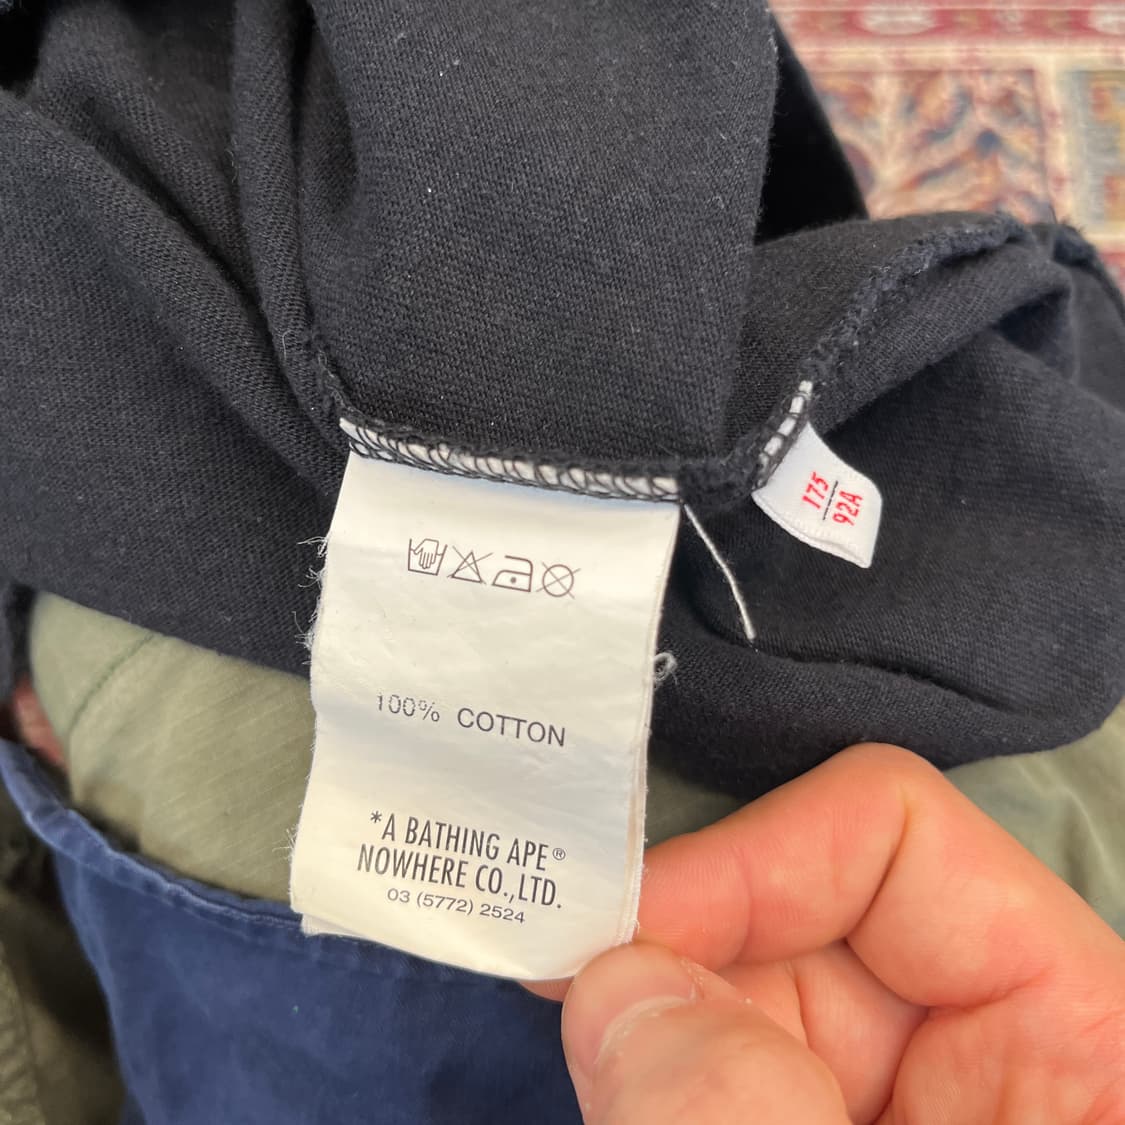 100% COTTON
*A BATHING APE®
NOWHERE CO.,LTD.
03 (5772) 2524
175
92A